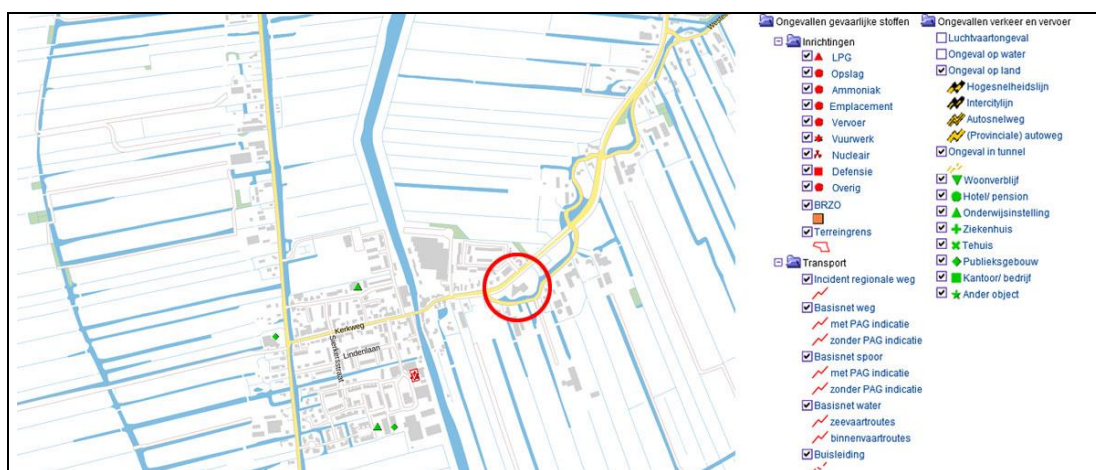 Kerkweg
Sierkerkstraat
Lindenlaan
Ongevallen gevaarlijke stoffen
Inrichtingen
LPG
Opslag
Ammoniak
Emplacement
Vervoer
Vuurwerk
Nucleair
Defensie
Overig
BRZO
Terreingrens
Transport
Incident regionale weg
Basisnet weg
met PAG indicatie
zonder PAG indicatie
Basisnet spoor
met PAG indicatie
zonder PAG indicatie
Basisnet water
zeevaartroutes
binnenvaartroutes
Buisleiding
Ongevallen verkeer en vervoer
Luchtvaartongeval
Ongeval op water
Ongeval op land
Hogesnelheidslijn
Intercitylijn
Autosnelweg
(Provinciale) autoweg
Ongeval in tunnel
Woonverblijf
Hotel/ pension
Onderwijsinstelling
Ziekenhuis
Tehuis
Publieksgebouw
Kantoor/ bedrijf
Ander object